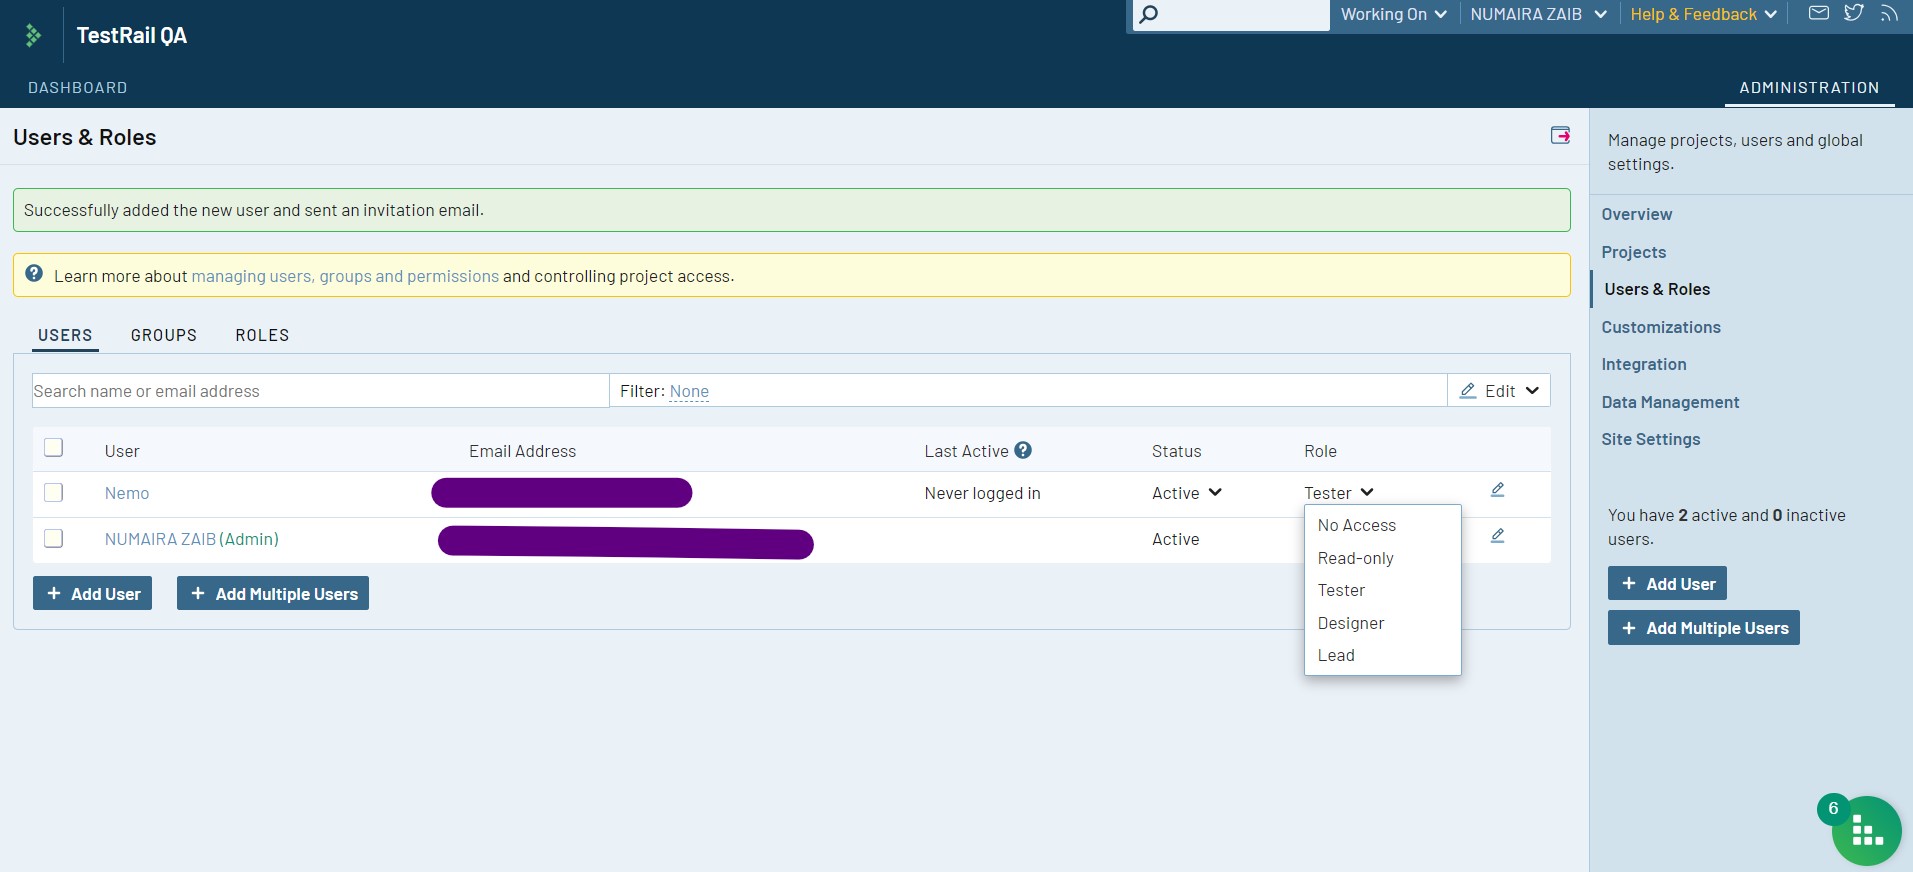 TestRail QA
Working On
NUMAIRA ZAIB
Help & Feedback
DASHBOARD
ADMINISTRATION
Users & Roles
Successfully added the new user and sent an invitation email.
? Learn more about managing users, groups and permissions and controlling project access.
USERS GROUPS ROLES
Search name or email address
Filter: None
Edit
User Email Address Last Active ? Status Role
Nemo Never logged in Active Tester
NUMAIRA ZAIB (Admin) Active
No Access
Read-only
Tester
Designer
Lead
+ Add User + Add Multiple Users
Manage projects, users and global
settings.
Overview
Projects
Users & Roles
Customizations
Integration
Data Management
Site Settings
You have 2 active and 0 inactive
users.
+ Add User
+ Add Multiple Users
6